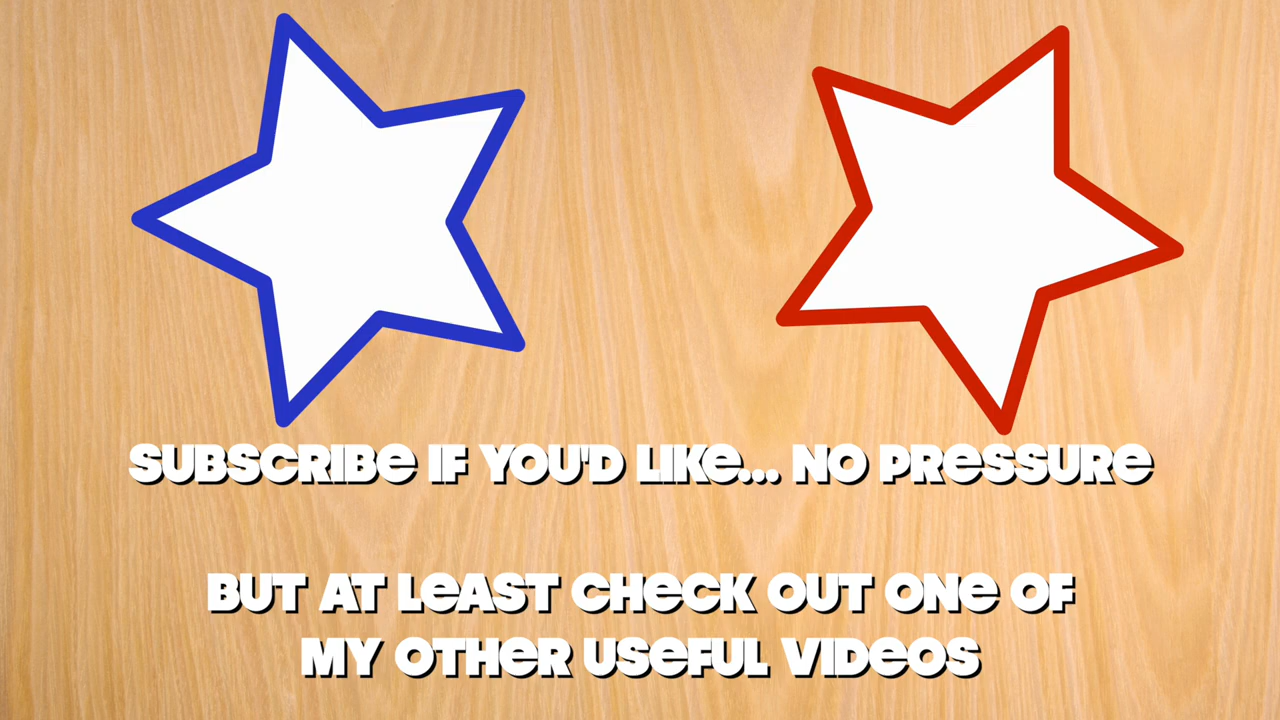 SUBSCRIBE IF YOU'D LIKE... NO PRESSURE
BUT AT LEAST CHECK OUT ONE OF
MY OTHER USEFUL VIDEOS